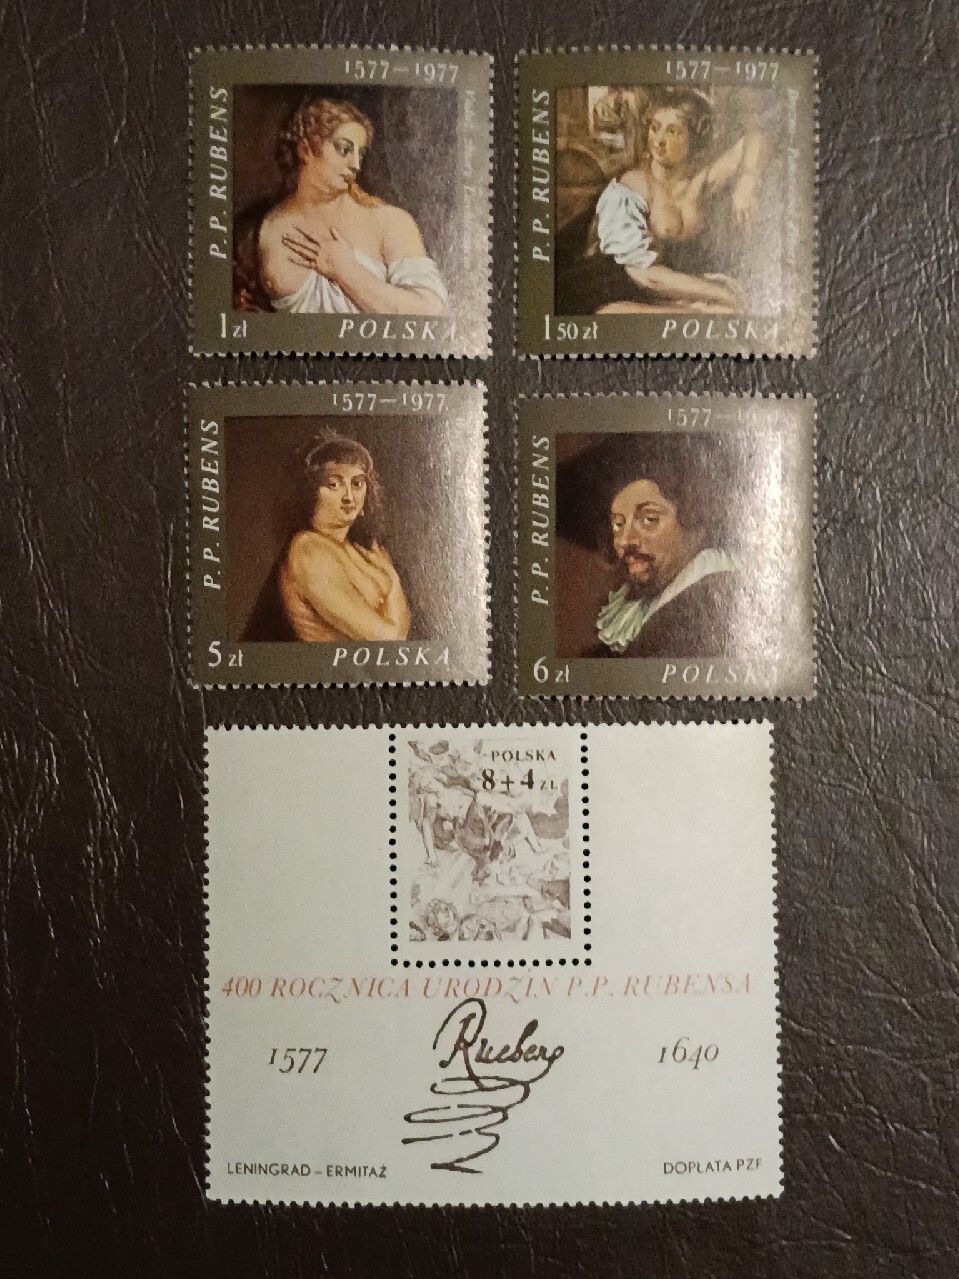 1577–1977
P. P. RUBENS
1 zł
POLSKA
1577–1977
P. P. RUBENS
1 50 zł
POLSKA
1577–1977
P. P. RUBENS
5 zł
POLSKA
1577–
P. P. RUBENS
6 zł
POLSKA
POLSKA
8+4 ZŁ
400 ROCZNICA URODZIN P.P. RUBENSA
1577
1640
LENINGRAD – ERMITAŻ
DOPŁATA PZF